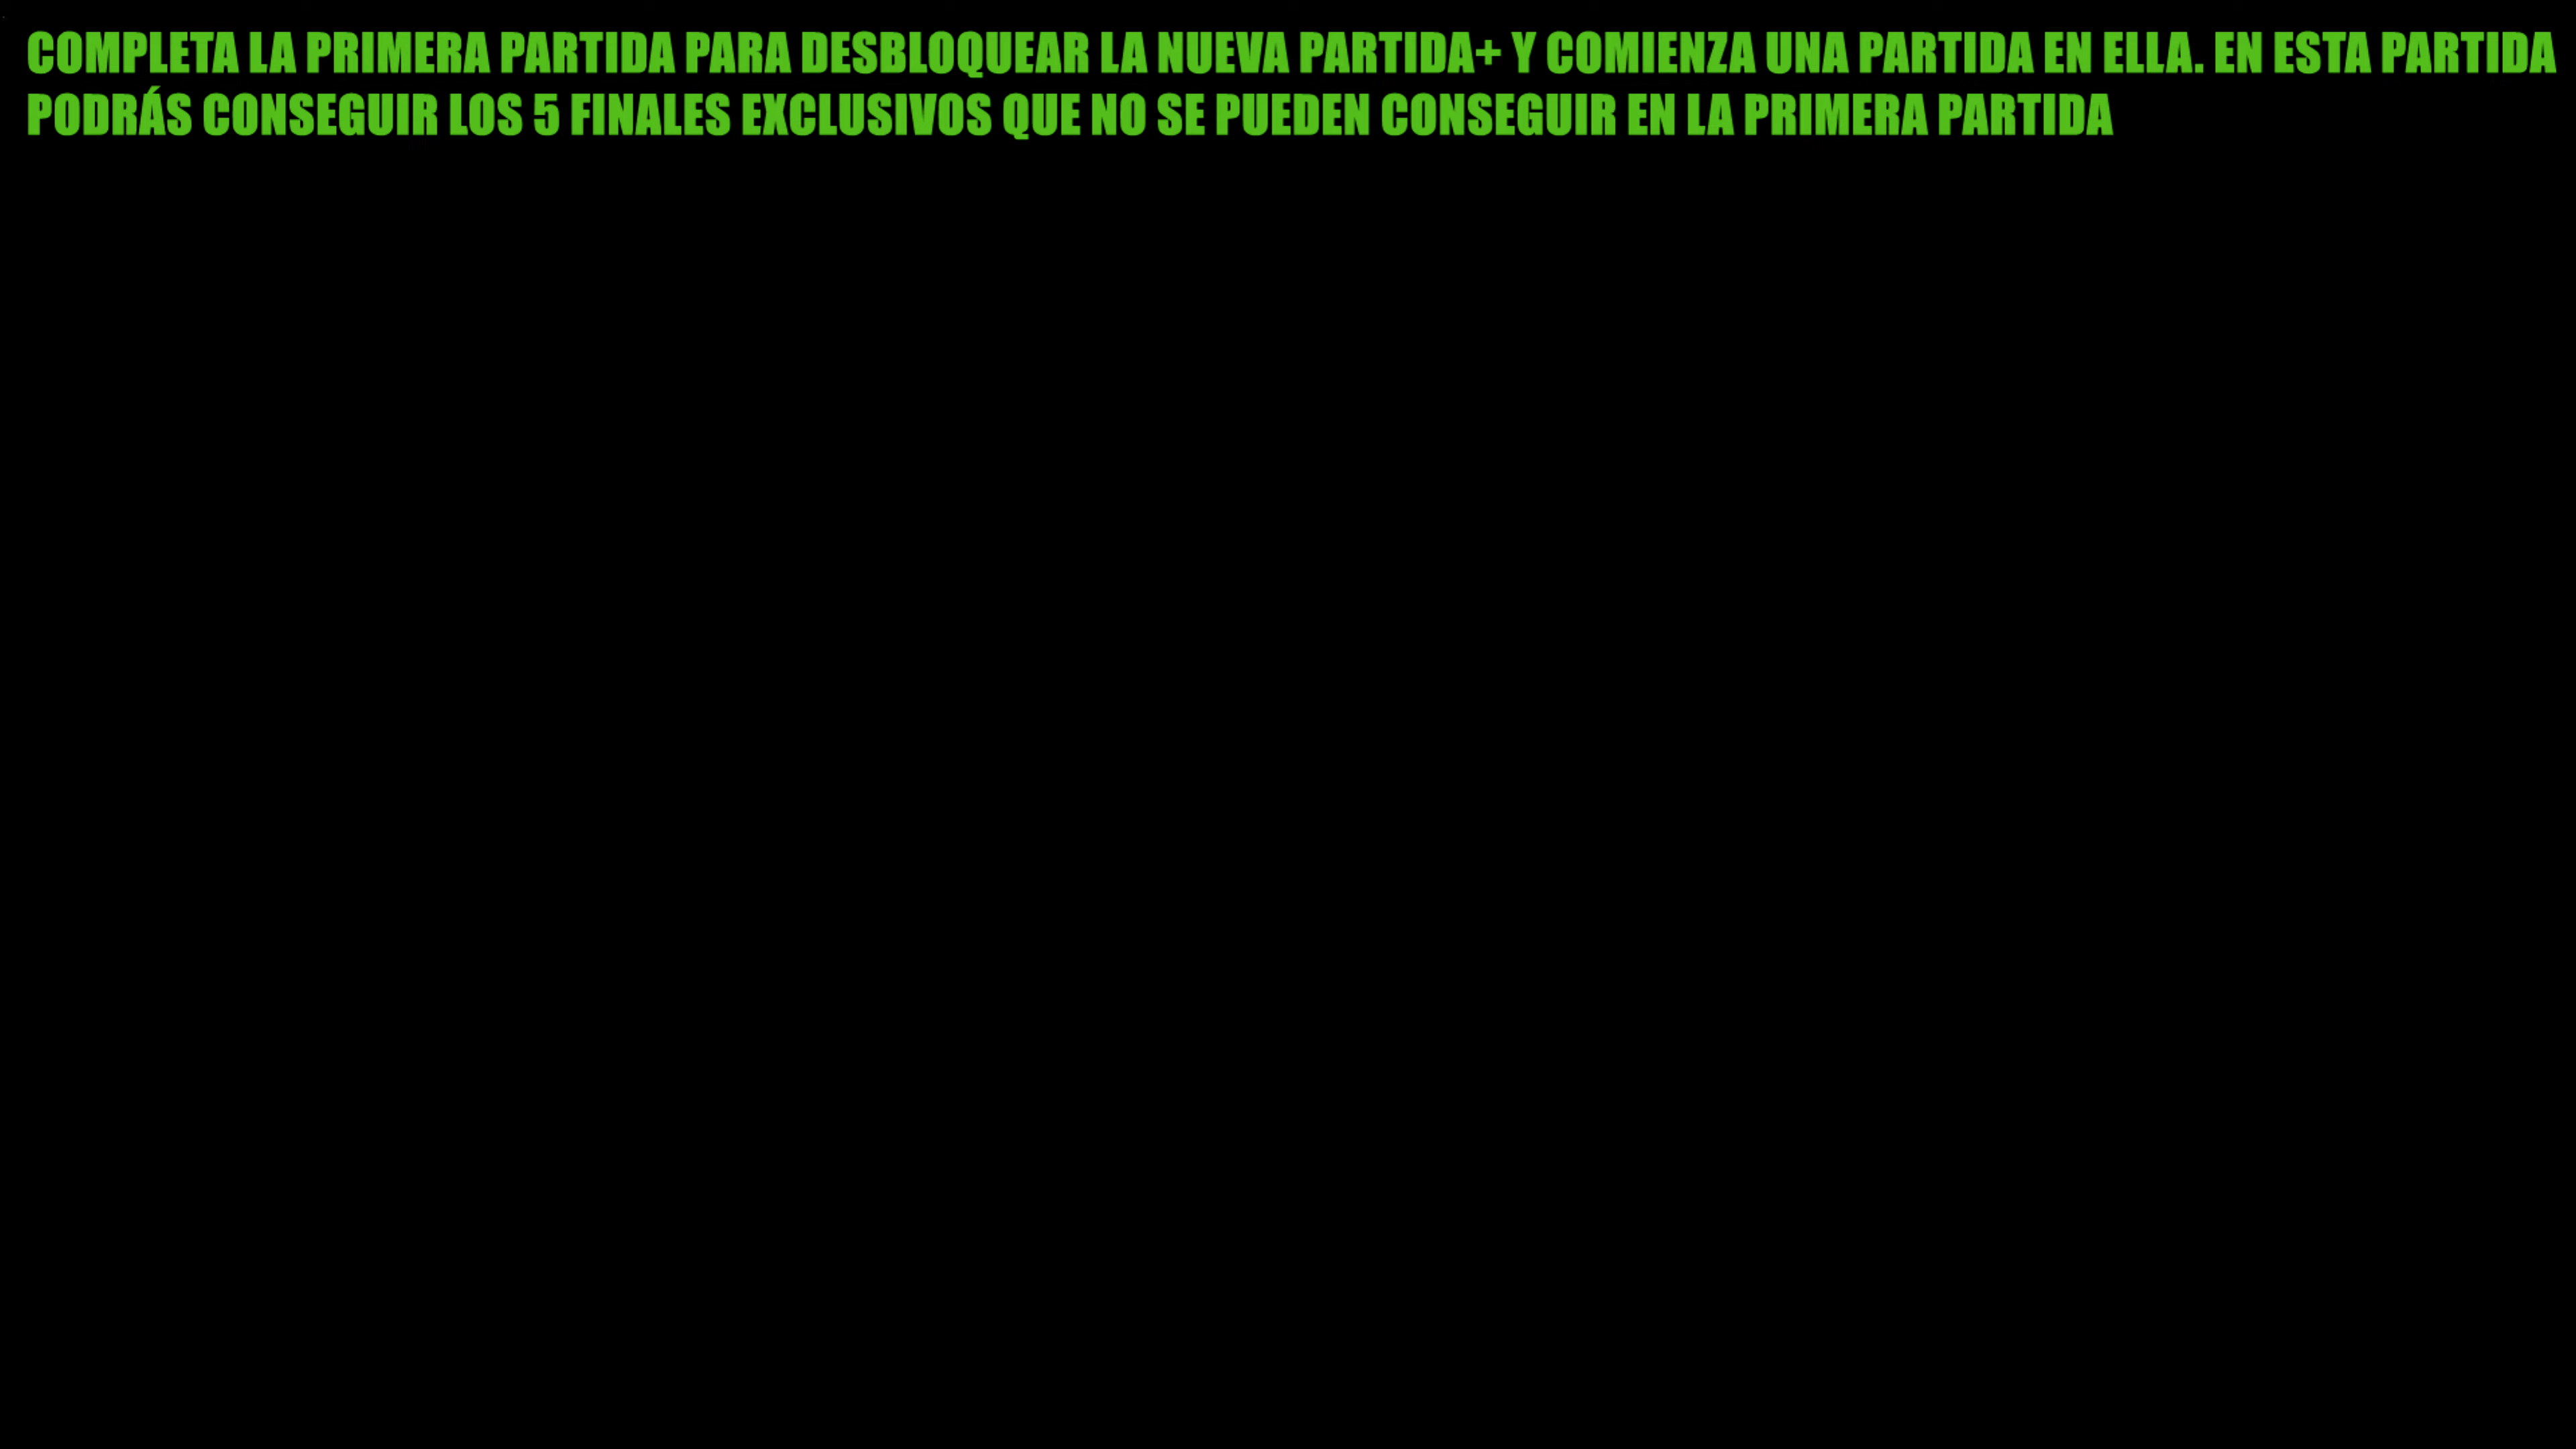 COMPLETA LA PRIMERA PARTIDA PARA DESBLOQUEAR LA NUEVA PARTIDA+ Y COMIENZA UNA PARTIDA EN ELLA. EN ESTA PARTIDA
PODRÁS CONSEGUIR LOS 5 FINALES EXCLUSIVOS QUE NO SE PUEDEN CONSEGUIR EN LA PRIMERA PARTIDA